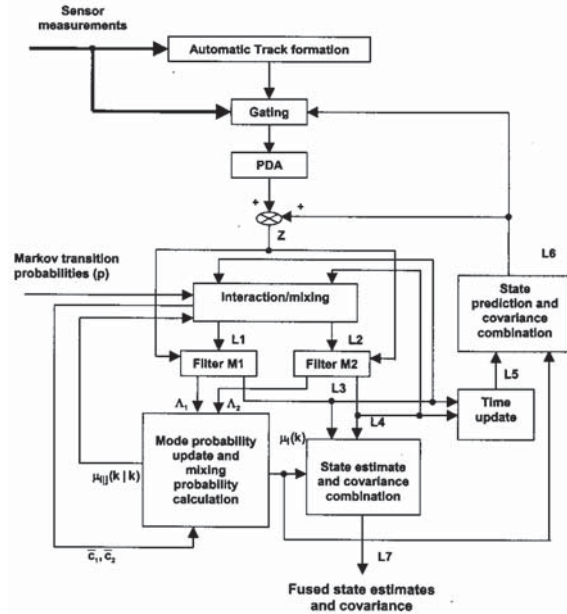 Sensor
measurements
Automatic Track formation
Gating
PDA
+
+
Z
L6
Markov transition
probabilities (p)
Interaction/mixing
State
prediction and
covariance
combination
L1
L2
Filter M1
Filter M2
L3
L5
Λ₁
Λ₂
L4
Time
update
Mode probability
update and
mixing
probability
calculation
μᵢ(k)
State estimate
and covariance
combination
μᵢ|ⱼ(k | k)
c̄₁, c̄₂
L7
Fused state estimates
and covariance